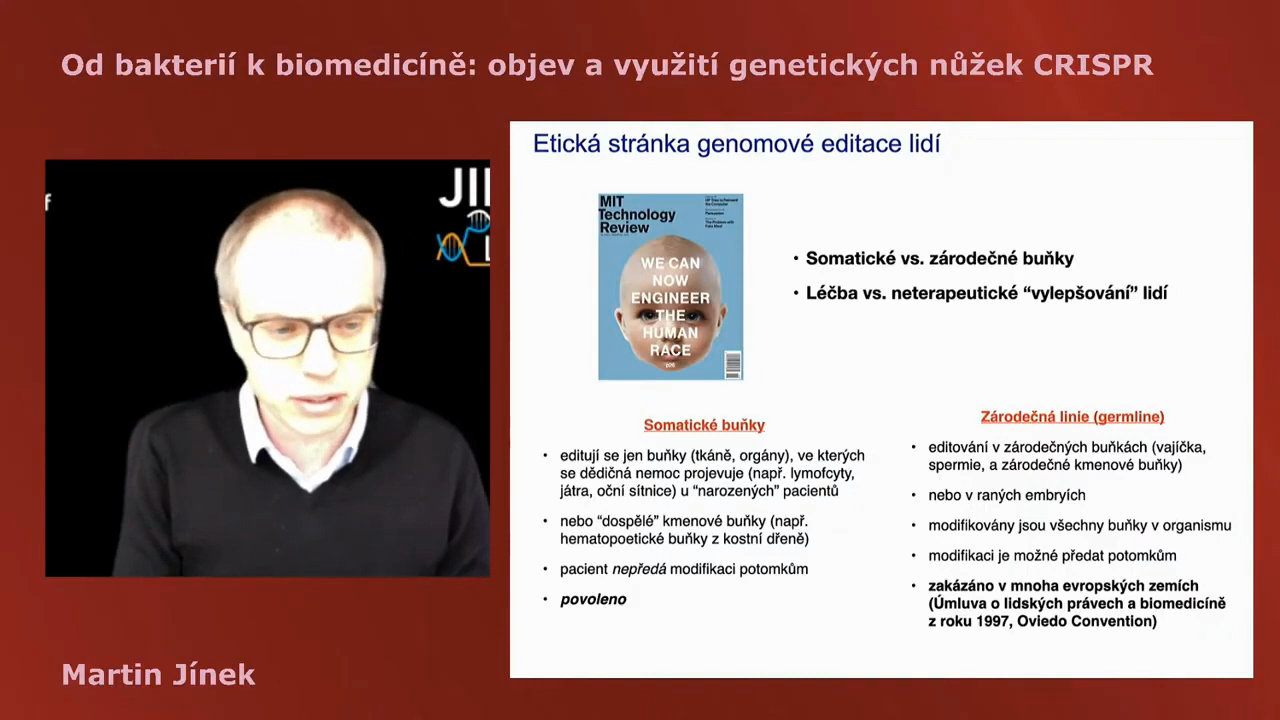 Od bakterií k biomedicíně: objev a využití genetických nůžek CRISPR
Etická stránka genomové editace lidí
MIT
Technology
Review
WE CAN
NOW
ENGINEER
THE
HUMAN
RACE
• Somatické vs. zárodečné buňky
• Léčba vs. neterapeutické “vylepšování” lidí
Somatické buňky
• editují se jen buňky (tkáně, orgány), ve kterých
se dědičná nemoc projevuje (např. lymofcyty,
játra, oční sítnice) u “narozených” pacientů
• nebo “dospělé” kmenové buňky (např.
hematopoetické buňky z kostní dřeně)
• pacient nepředá modifikaci potomkům
• povoleno
Zárodečná linie (germline)
• editování v zárodečných buňkách (vajíčka,
spermie, a zárodečné kmenové buňky)
• nebo v raných embryích
• modifikovány jsou všechny buňky v organismu
• modifikaci je možné předat potomkům
• zakázáno v mnoha evropských zemích
(Úmluva o lidských právech a biomedicíně
z roku 1997, Oviedo Convention)
Martin Jínek